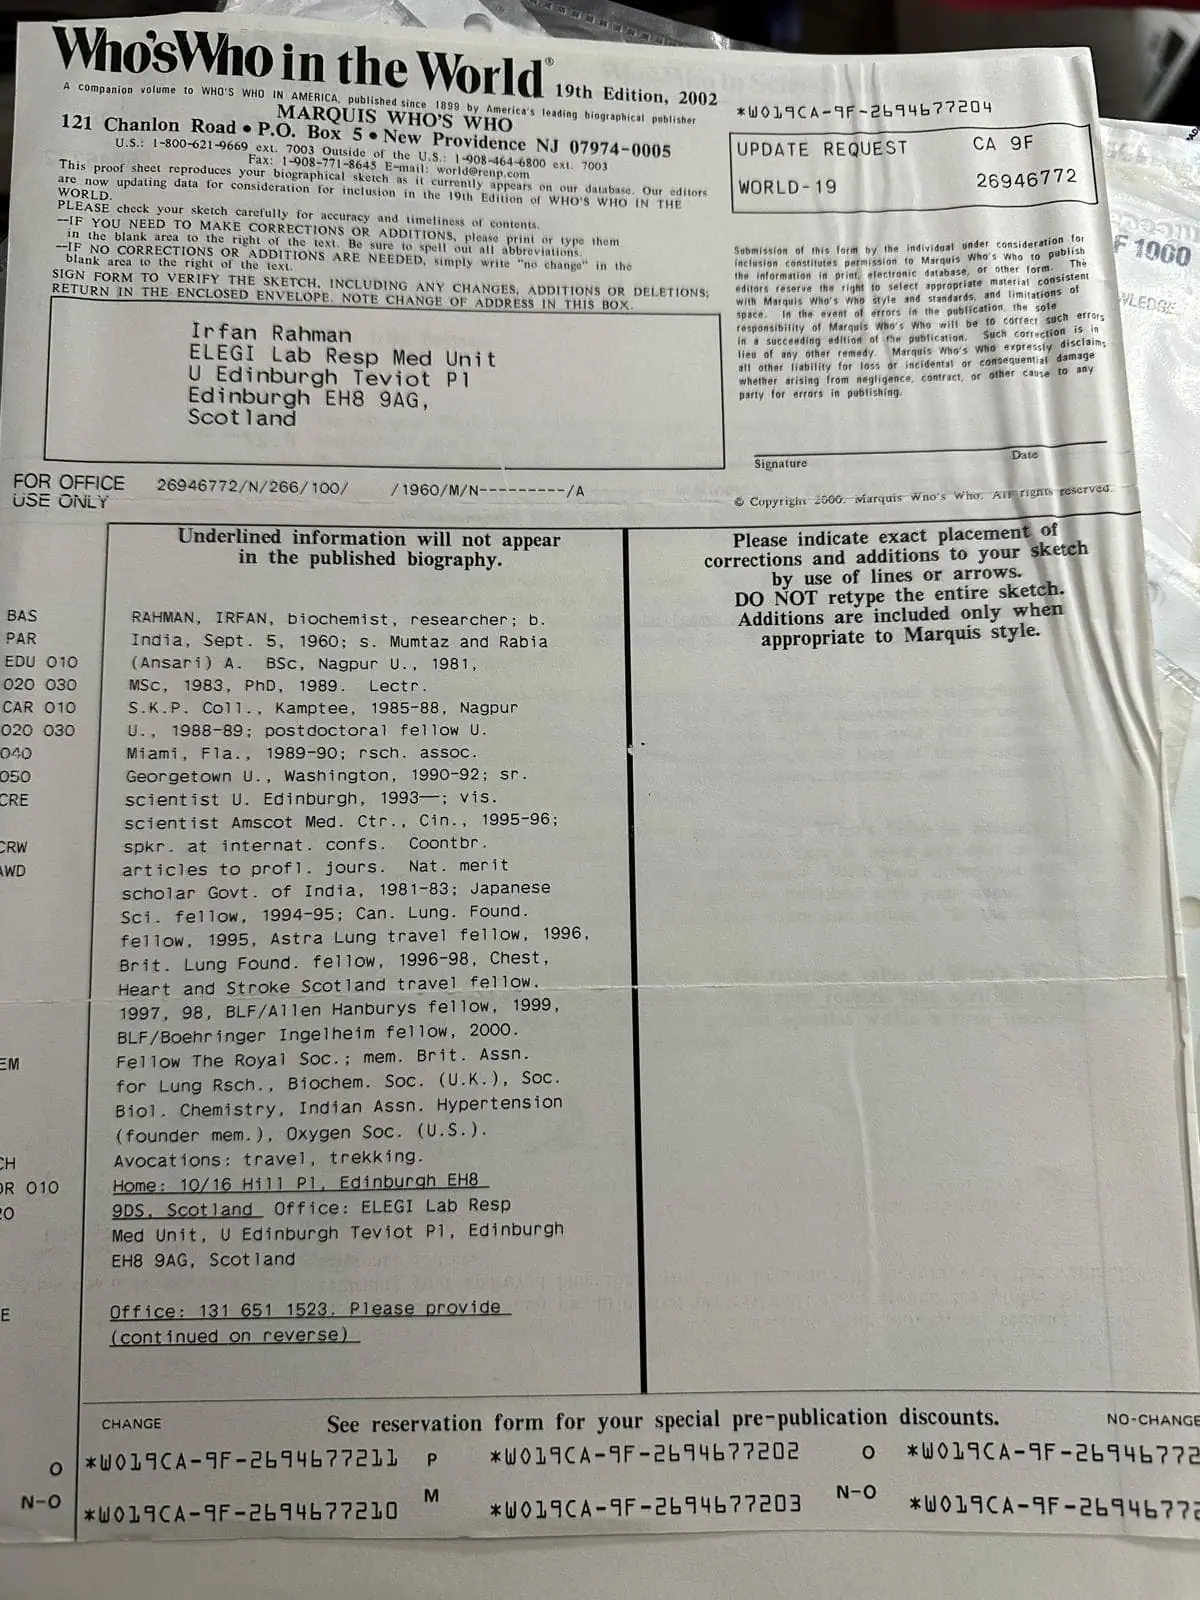 Who's Who in the World® 19th Edition, 2002
A companion volume to WHO'S WHO IN AMERICA, published since 1899 by America's leading biographical publisher
MARQUIS WHO'S WHO
121 Chanlon Road • P.O. Box 5 • New Providence NJ 07974-0005
U.S.: 1-800-621-9669 ext. 7003 Outside of the U.S.: 1-908-464-6800 ext. 7003
Fax: 1-908-771-8645 E-mail: world@renp.com
This proof sheet reproduces your biographical sketch as it currently appears on our database. Our editors
are now updating data for consideration for inclusion in the 19th Edition of WHO'S WHO IN THE
WORLD.
PLEASE check your sketch carefully for accuracy and timeliness of contents.
--IF YOU NEED TO MAKE CORRECTIONS OR ADDITIONS, please print or type them
in the blank area to the right of the text. Be sure to spell out all abbreviations.
--IF NO CORRECTIONS OR ADDITIONS ARE NEEDED, simply write "no change" in the
blank area to the right of the text.
SIGN FORM TO VERIFY THE SKETCH, INCLUDING ANY CHANGES, ADDITIONS OR DELETIONS;
RETURN IN THE ENCLOSED ENVELOPE. NOTE CHANGE OF ADDRESS IN THIS BOX.
*W019CA-9F-2694677204
UPDATE REQUEST CA 9F
WORLD-19 26946772
Submission of this form by the individual under consideration for
inclusion constitutes permission to Marquis Who's Who to publish
the information in print, electronic database, or other form. The
editors reserve the right to select appropriate material consistent
with Marquis Who's Who style and standards, and limitations of
space. In the event of errors in the publication, the sole
responsibility of Marquis Who's Who will be to correct such errors
in a succeeding edition of the publication. Such correction is in
lieu of any other remedy. Marquis Who's Who expressly disclaims
all other liability for loss or incidental or consequential damage
whether arising from negligence, contract, or other cause to any
party for errors in publishing.
Irfan Rahman
ELEGI Lab Resp Med Unit
U Edinburgh Teviot Pl
Edinburgh EH8 9AG,
Scotland
Signature Date
© Copyright 2000. Marquis Who's Who. All rights reserved.
FOR OFFICE
USE ONLY
26946772/N/266/100/ /1960/M/N---------/A
Underlined information will not appear
in the published biography.
Please indicate exact placement of
corrections and additions to your sketch
by use of lines or arrows.
DO NOT retype the entire sketch.
Additions are included only when
appropriate to Marquis style.
BAS RAHMAN, IRFAN, biochemist, researcher; b.
PAR India, Sept. 5, 1960; s. Mumtaz and Rabia
EDU 010 (Ansari) A. BSc, Nagpur U., 1981,
020 030 MSc, 1983, PhD, 1989. Lectr.
CAR 010 S.K.P. Coll., Kamptee, 1985-88, Nagpur
020 030 U., 1988-89; postdoctoral fellow U.
040 Miami, Fla., 1989-90; rsch. assoc.
050 Georgetown U., Washington, 1990-92; sr.
CRE scientist U. Edinburgh, 1993—; vis.
scientist Amscot Med. Ctr., Cin., 1995-96;
CRW spkr. at internat. confs. Coontbr.
AWD articles to profl. jours. Nat. merit
scholar Govt. of India, 1981-83; Japanese
Sci. fellow, 1994-95; Can. Lung. Found.
fellow, 1995, Astra Lung travel fellow, 1996,
Brit. Lung Found. fellow, 1996-98, Chest,
Heart and Stroke Scotland travel fellow.
1997, 98, BLF/Allen Hanburys fellow, 1999,
BLF/Boehringer Ingelheim fellow, 2000.
EM Fellow The Royal Soc.; mem. Brit. Assn.
for Lung Rsch., Biochem. Soc. (U.K.), Soc.
Biol. Chemistry, Indian Assn. Hypertension
(founder mem.), Oxygen Soc. (U.S.).
CH Avocations: travel, trekking.
OR 010 Home: 10/16 Hill Pl, Edinburgh EH8
20 9DS, Scotland Office: ELEGI Lab Resp
Med Unit, U Edinburgh Teviot Pl, Edinburgh
EH8 9AG, Scotland
E Office: 131 651 1523. Please provide
(continued on reverse)
CHANGE See reservation form for your special pre-publication discounts. NO-CHANGE
O *W019CA-9F-2694677211 P *W019CA-9F-2694677202 O *W019CA-9F-26946772
N-O *W019CA-9F-2694677210 M *W019CA-9F-2694677203 N-O *W019CA-9F-2694677
F 1060